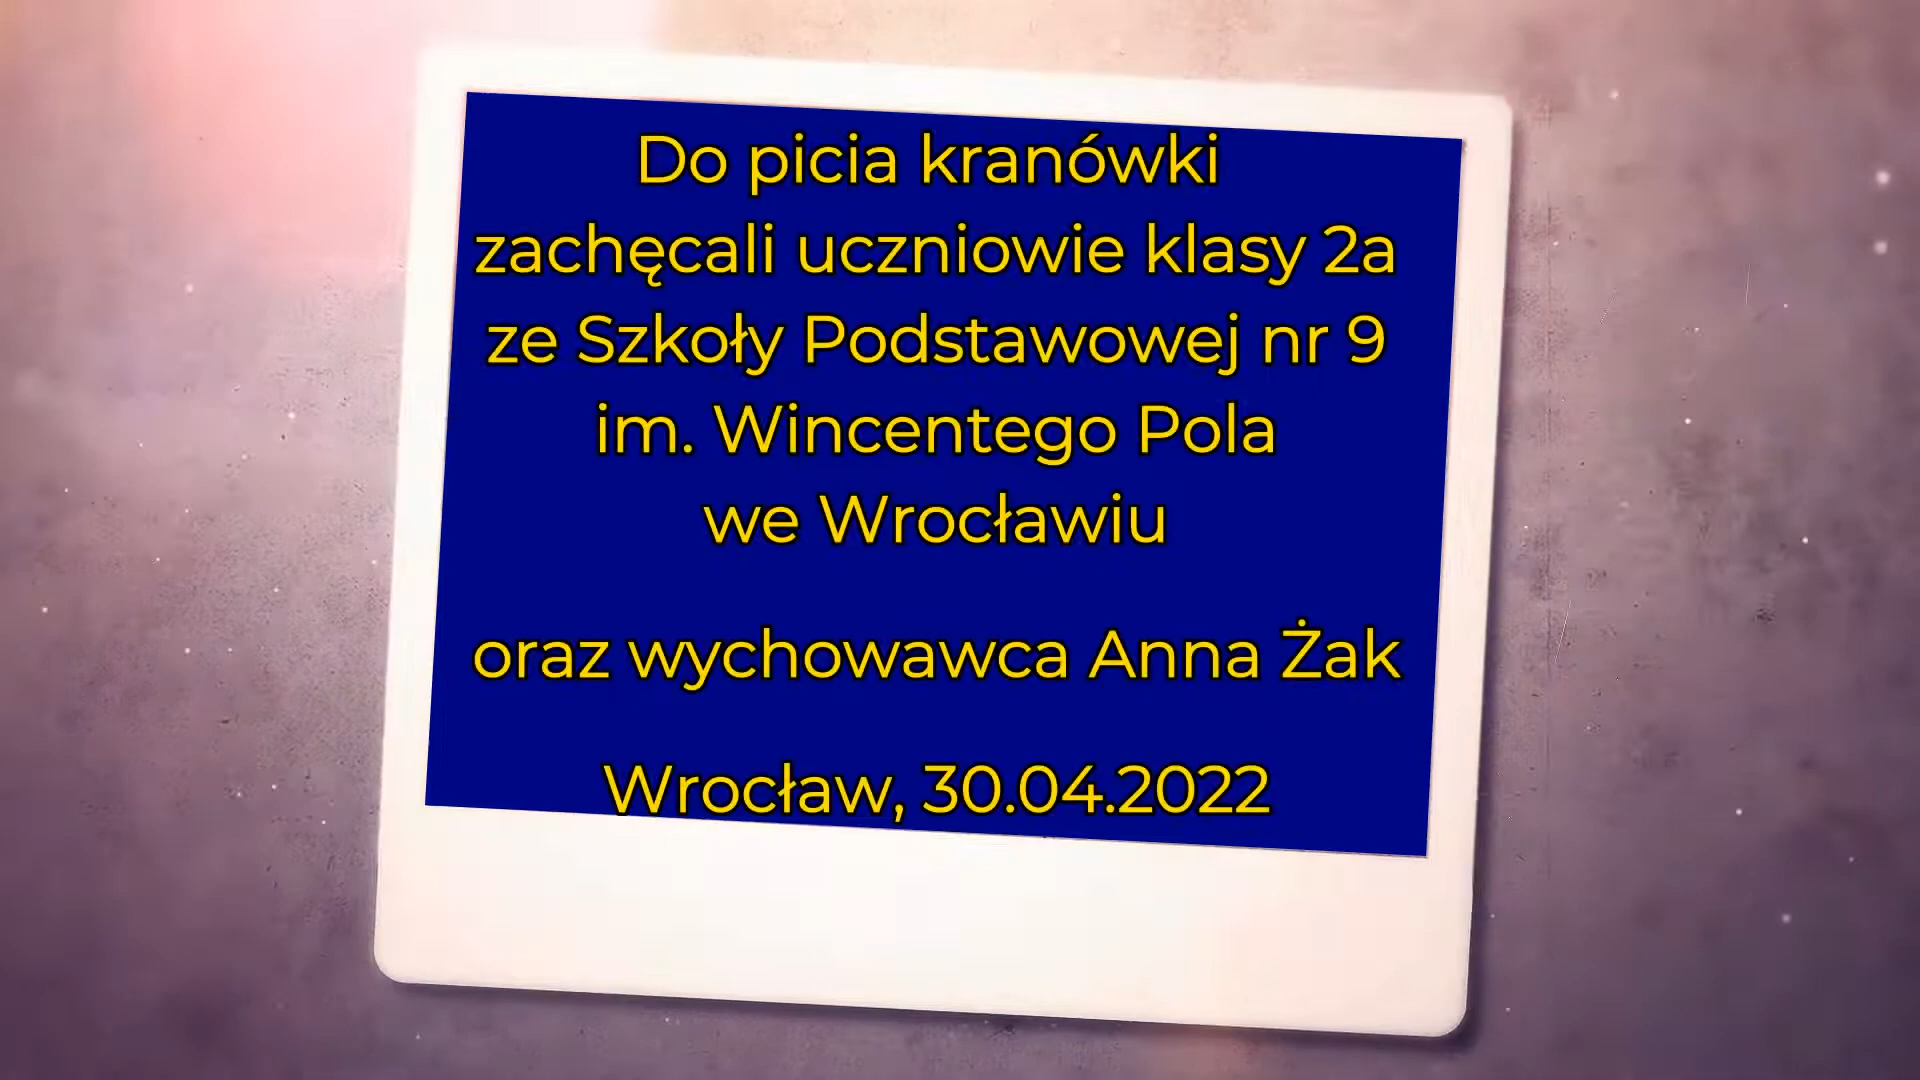 Do picia kranówki
zachęcali uczniowie klasy 2a
ze Szkoły Podstawowej nr 9
im. Wincentego Pola
we Wrocławiu
oraz wychowawca Anna Żak
Wrocław, 30.04.2022